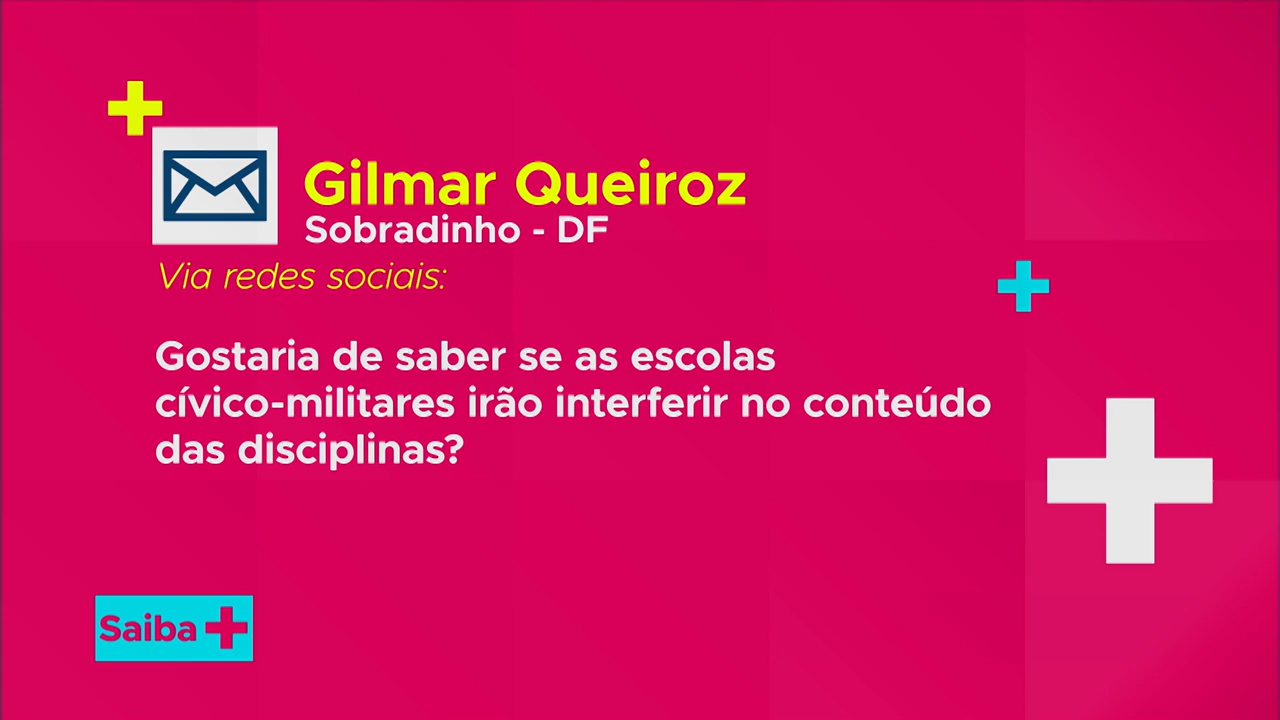 Gilmar Queiroz
Sobradinho - DF
Via redes sociais:
Gostaria de saber se as escolas
cívico-militares irão interferir no conteúdo
das disciplinas?
Saiba+